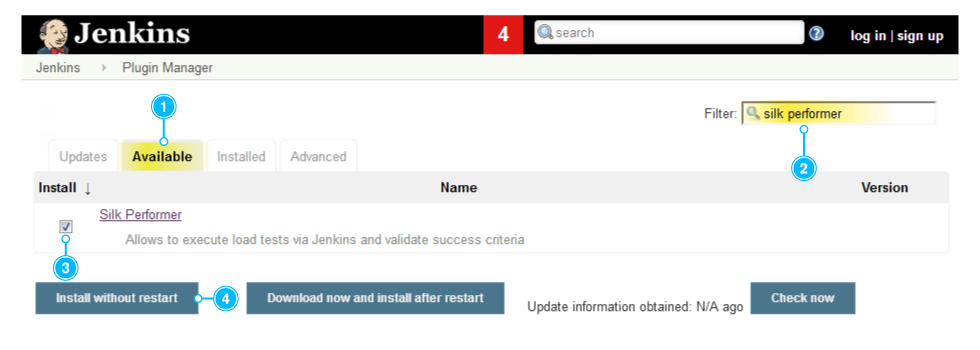 Jenkins 4 search ? log in | sign up
Jenkins Plugin Manager
1
Filter: silk performer
Updates Available Installed Advanced
2
Install ↓ Name Version
Silk Performer
Allows to execute load tests via Jenkins and validate success criteria
3
Install without restart 4 Download now and install after restart Update information obtained: N/A ago Check now